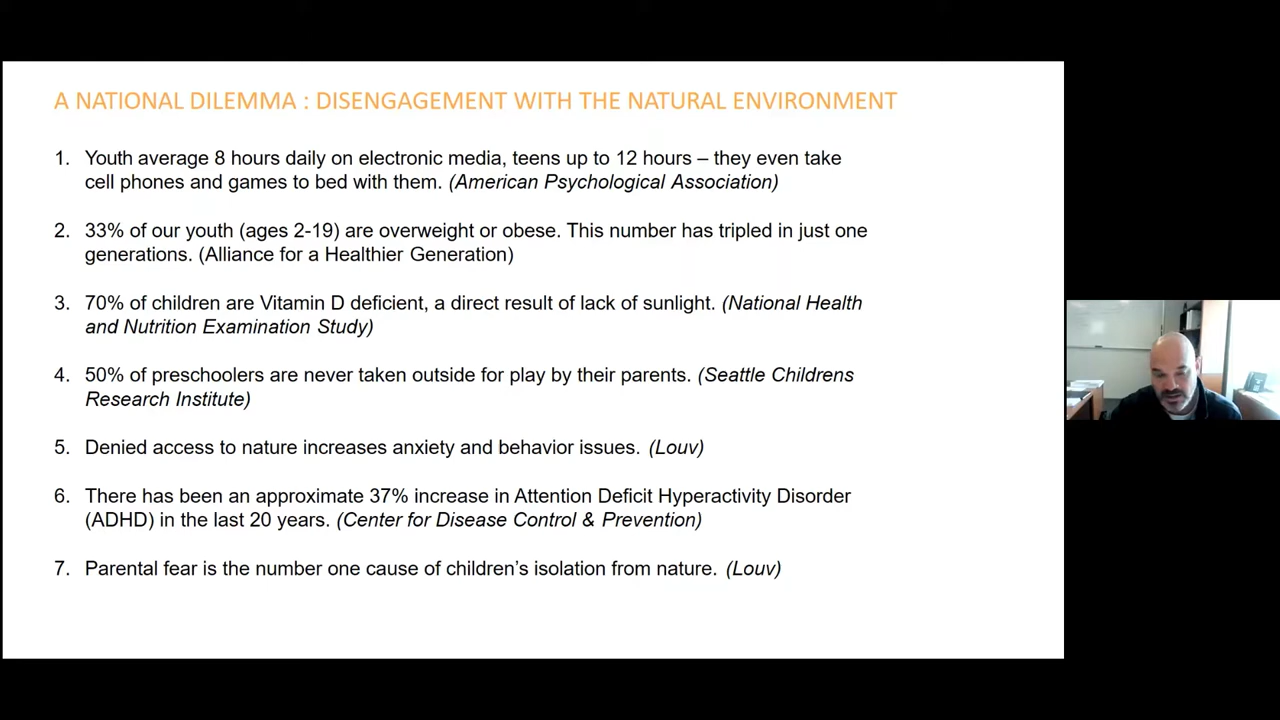 A NATIONAL DILEMMA : DISENGAGEMENT WITH THE NATURAL ENVIRONMENT
1. Youth average 8 hours daily on electronic media, teens up to 12 hours – they even take
cell phones and games to bed with them. (American Psychological Association)
2. 33% of our youth (ages 2-19) are overweight or obese. This number has tripled in just one
generations. (Alliance for a Healthier Generation)
3. 70% of children are Vitamin D deficient, a direct result of lack of sunlight. (National Health
and Nutrition Examination Study)
4. 50% of preschoolers are never taken outside for play by their parents. (Seattle Childrens
Research Institute)
5. Denied access to nature increases anxiety and behavior issues. (Louv)
6. There has been an approximate 37% increase in Attention Deficit Hyperactivity Disorder
(ADHD) in the last 20 years. (Center for Disease Control & Prevention)
7. Parental fear is the number one cause of children’s isolation from nature. (Louv)